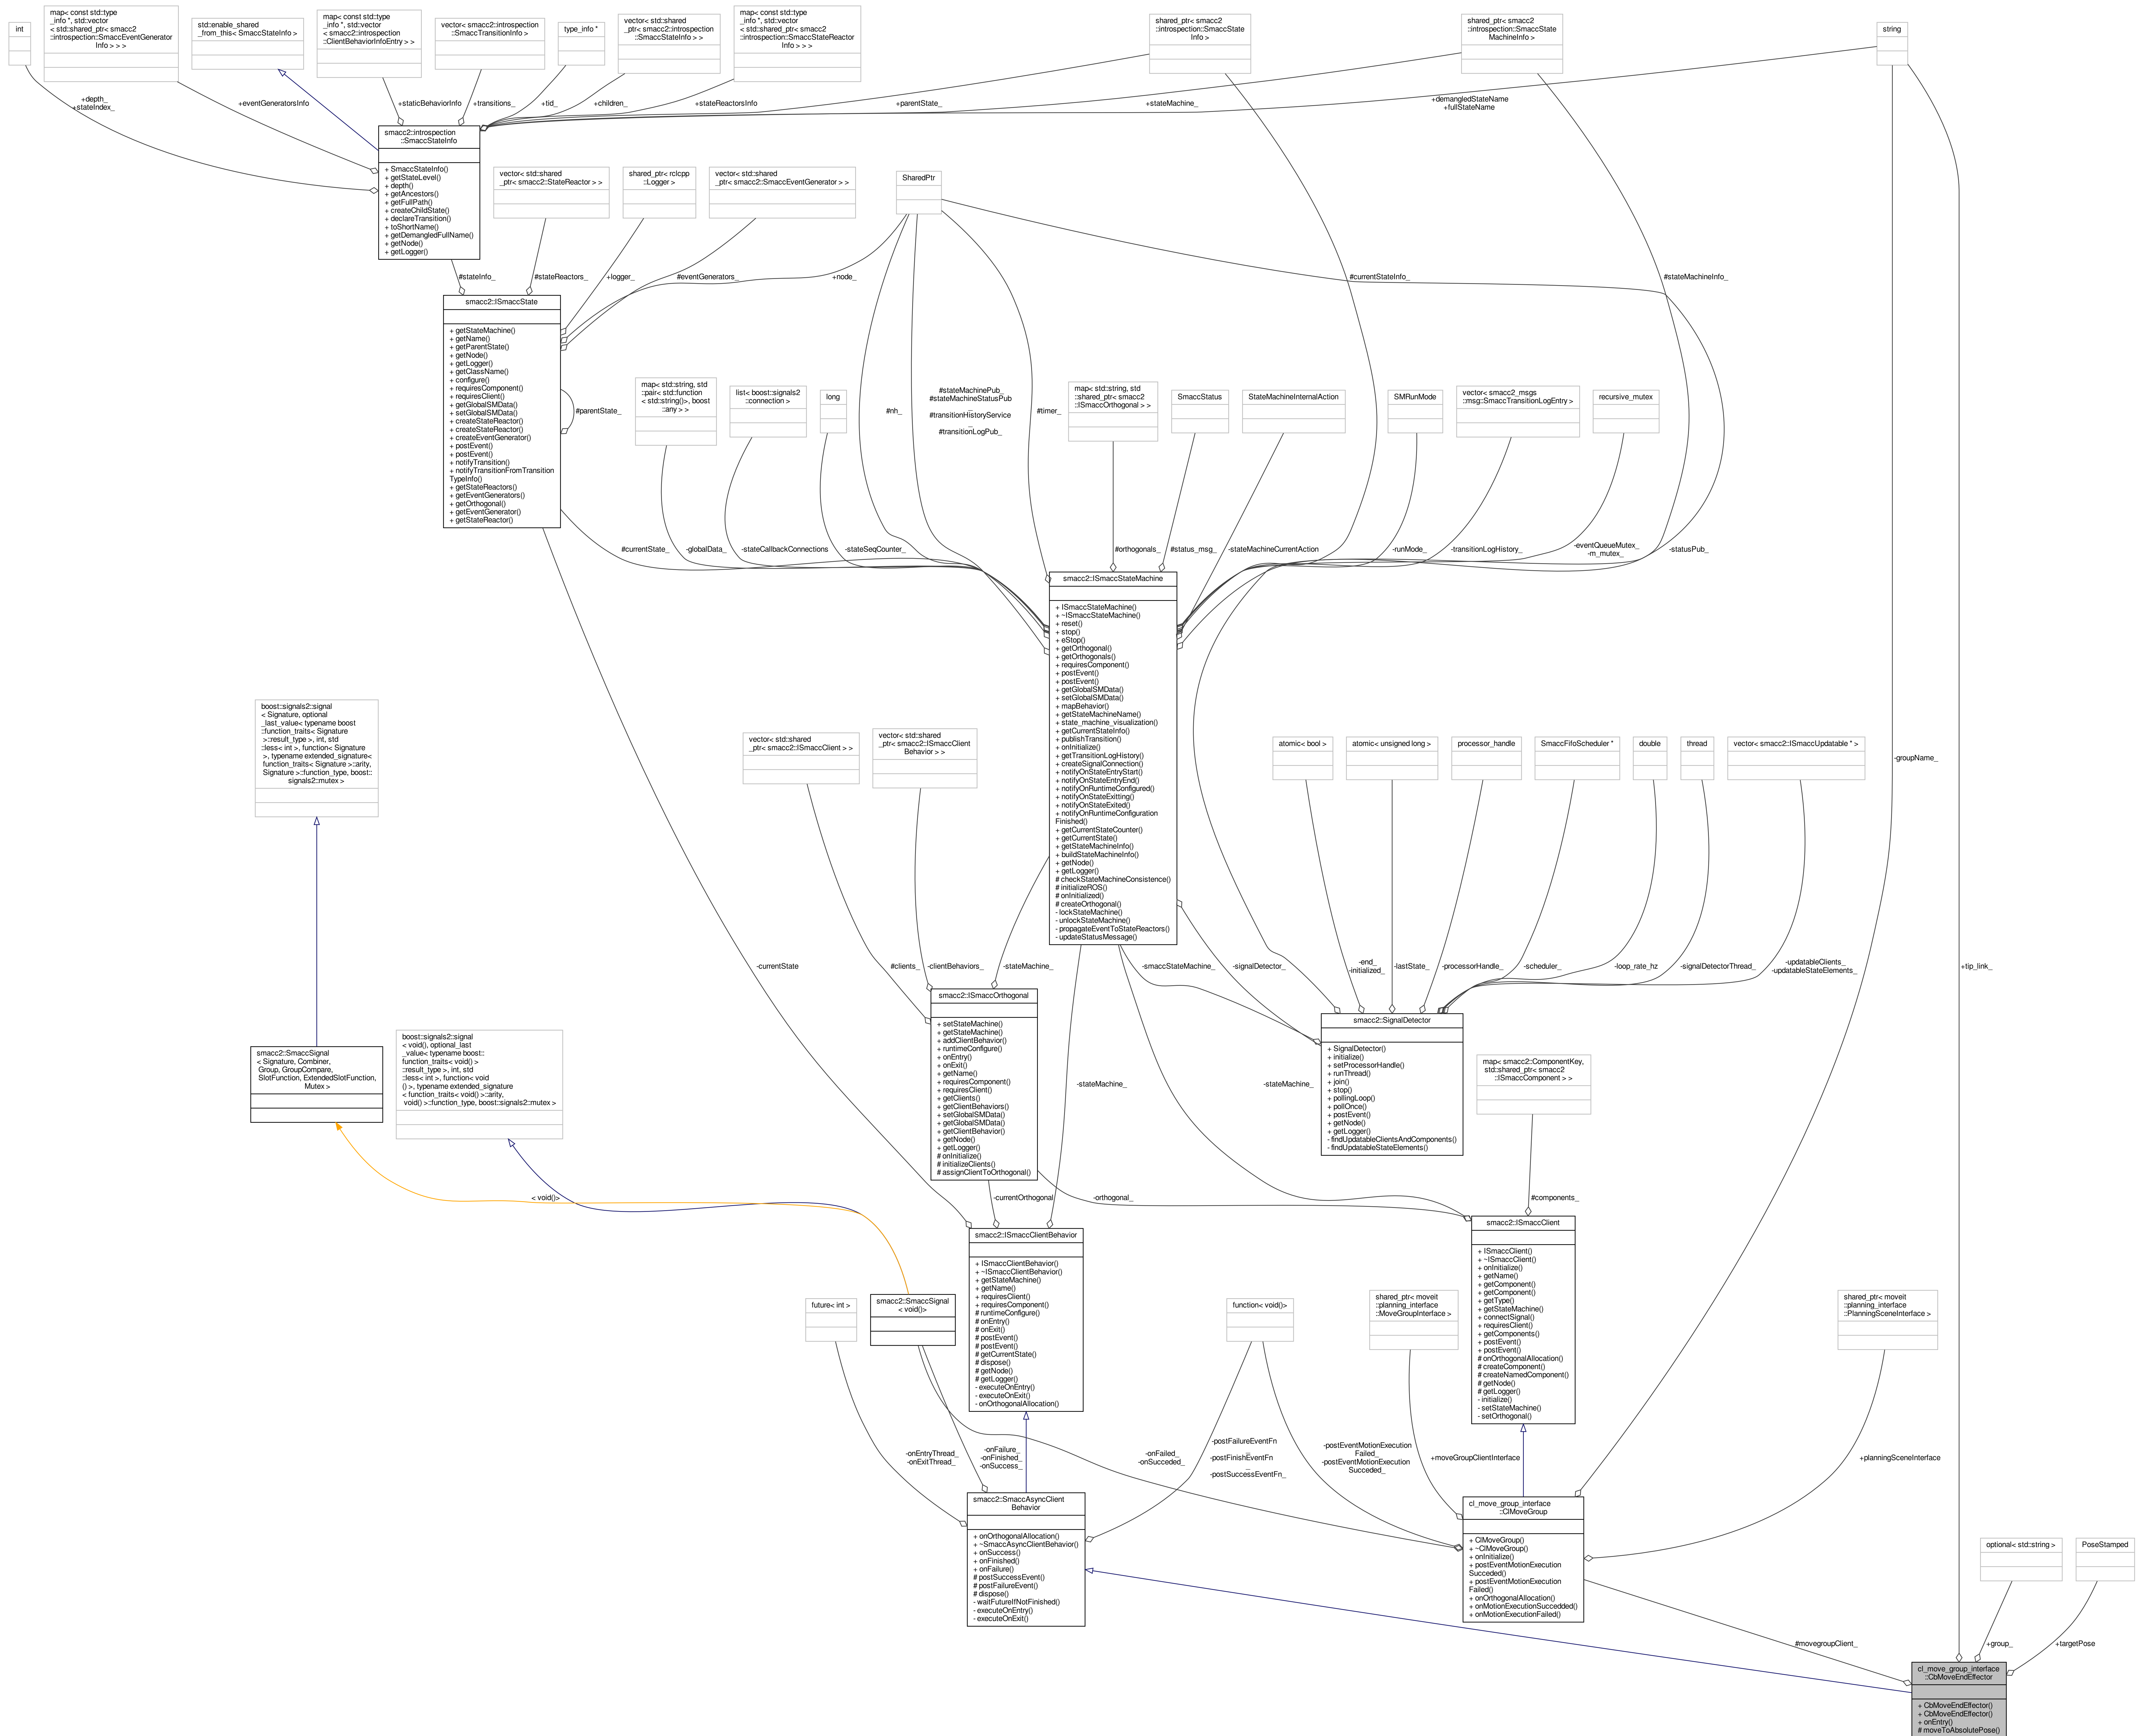 int
map< const std::type
_info *, std::vector
< std::shared_ptr< smacc2
::introspection::SmaccEventGenerator
Info > > >
std::enable_shared
_from_this< SmaccStateInfo >
map< const std::type
_info *, std::vector
< smacc2::introspection
::ClientBehaviorInfoEntry > >
vector< smacc2::introspection
::SmaccTransitionInfo >
type_info *
vector< std::shared
_ptr< smacc2::introspection
::SmaccStateInfo > >
map< const std::type
_info *, std::vector
< std::shared_ptr< smacc2
::introspection::SmaccStateReactor
Info > > >
shared_ptr< smacc2
::introspection::SmaccState
Info >
shared_ptr< smacc2
::introspection::SmaccState
MachineInfo >
string
+depth_
+stateIndex_
+eventGeneratorsInfo
+staticBehaviorInfo
+transitions_
+tid_
+children_
+stateReactorsInfo
+parentState_
+stateMachine_
+demangledStateName
+fullStateName
smacc2::introspection
::SmaccStateInfo
+ SmaccStateInfo()
+ getStateLevel()
+ depth()
+ getAncestors()
+ getFullPath()
+ createChildState()
+ declareTransition()
+ toShortName()
+ getDemangledFullName()
+ getNode()
+ getLogger()
vector< std::shared
_ptr< smacc2::StateReactor > >
shared_ptr< rclcpp
::Logger >
vector< std::shared
_ptr< smacc2::SmaccEventGenerator > >
SharedPtr
#stateInfo_
#stateReactors_
+logger_
#eventGenerators_
+node_
#currentStateInfo_
#stateMachineInfo_
smacc2::ISmaccState
+ getStateMachine()
+ getName()
+ getParentState()
+ getNode()
+ getLogger()
+ getClassName()
+ configure()
+ requiresComponent()
+ requiresClient()
+ getGlobalSMData()
+ setGlobalSMData()
+ createStateReactor()
+ createStateReactor()
+ createEventGenerator()
+ postEvent()
+ postEvent()
+ notifyTransition()
+ notifyTransitionFromTransition
TypeInfo()
+ getStateReactors()
+ getEventGenerators()
+ getOrthogonal()
+ getEventGenerator()
+ getStateReactor()
#parentState_
map< std::string, std
::pair< std::function
< std::string()>, boost
::any > >
list< boost::signals2
::connection >
long
#nh_
#stateMachinePub_
#stateMachineStatusPub
_
#transitionHistoryService
_
#transitionLogPub_
#timer_
map< std::string, std
::shared_ptr< smacc2
::ISmaccOrthogonal > >
SmaccStatus
StateMachineInternalAction
SMRunMode
vector< smacc2_msgs
::msg::SmaccTransitionLogEntry >
recursive_mutex
#currentState_
-globalData_
-stateCallbackConnections
-stateSeqCounter_
#orthogonals_
#status_msg_
-stateMachineCurrentAction
-runMode_
-transitionLogHistory_
-eventQueueMutex_
-m_mutex_
-statusPub_
smacc2::ISmaccStateMachine
+ ISmaccStateMachine()
+ ~ISmaccStateMachine()
+ reset()
+ stop()
+ eStop()
+ getOrthogonal()
+ getOrthogonals()
+ requiresComponent()
+ postEvent()
+ postEvent()
+ getGlobalSMData()
+ setGlobalSMData()
+ mapBehavior()
+ getStateMachineName()
+ state_machine_visualization()
+ getCurrentStateInfo()
+ publishTransition()
+ onInitialize()
+ getTransitionLogHistory()
+ createSignalConnection()
+ notifyOnStateEntryStart()
+ notifyOnStateEntryEnd()
+ notifyOnRuntimeConfigured()
+ notifyOnStateExitting()
+ notifyOnStateExited()
+ notifyOnRuntimeConfiguration
Finished()
+ getCurrentStateCounter()
+ getCurrentState()
+ getStateMachineInfo()
+ buildStateMachineInfo()
+ getNode()
+ getLogger()
# checkStateMachineConsistence()
# initializeROS()
# onInitialized()
# createOrthogonal()
- lockStateMachine()
- unlockStateMachine()
- propagateEventToStateReactors()
- updateStatusMessage()
boost::signals2::signal
< Signature, optional
_last_value< typename boost
::function_traits< Signature
>::result_type >, int, std
::less< int >, function< Signature
>, typename extended_signature<
function_traits< Signature >::arity,
Signature >::function_type, boost::
signals2::mutex >
vector< std::shared
_ptr< smacc2::ISmaccClient > >
vector< std::shared
_ptr< smacc2::ISmaccClient
Behavior > >
atomic< bool >
atomic< unsigned long >
processor_handle
SmaccFifoScheduler *
double
thread
vector< smacc2::ISmaccUpdatable * >
-groupName_
-currentState
#clients_
-clientBehaviors_
-stateMachine_
-smaccStateMachine_
-signalDetector_
-end_
-initialized_
-lastState_
-processorHandle_
-scheduler_
-loop_rate_hz
-signalDetectorThread_
-updatableClients_
-updatableStateElements_
+tip_link_
smacc2::ISmaccOrthogonal
+ setStateMachine()
+ getStateMachine()
+ addClientBehavior()
+ runtimeConfigure()
+ onEntry()
+ onExit()
+ getName()
+ requiresComponent()
+ requiresClient()
+ getClients()
+ getClientBehaviors()
+ setGlobalSMData()
+ getGlobalSMData()
+ getClientBehavior()
+ getNode()
+ getLogger()
# onInitialize()
# initializeClients()
# assignClientToOrthogonal()
smacc2::SignalDetector
+ SignalDetector()
+ initialize()
+ setProcessorHandle()
+ runThread()
+ join()
+ stop()
+ pollingLoop()
+ pollOnce()
+ postEvent()
+ getNode()
+ getLogger()
- findUpdatableClientsAndComponents()
- findUpdatableStateElements()
smacc2::SmaccSignal
< Signature, Combiner,
Group, GroupCompare,
SlotFunction, ExtendedSlotFunction,
Mutex >
boost::signals2::signal
< void(), optional_last
_value< typename boost::
function_traits< void() >
::result_type >, int, std
::less< int >, function< void
() >, typename extended_signature
< function_traits< void() >::arity,
void() >::function_type, boost::signals2::mutex >
-stateMachine_
-stateMachine_
map< smacc2::ComponentKey,
std::shared_ptr< smacc2
::ISmaccComponent > >
< void()>
-currentOrthogonal
-orthogonal_
#components_
smacc2::ISmaccClientBehavior
+ ISmaccClientBehavior()
+ ~ISmaccClientBehavior()
+ getStateMachine()
+ getName()
+ requiresClient()
+ requiresComponent()
# runtimeConfigure()
# onEntry()
# onExit()
# postEvent()
# postEvent()
# getCurrentState()
# dispose()
# getNode()
# getLogger()
- executeOnEntry()
- executeOnExit()
- onOrthogonalAllocation()
smacc2::ISmaccClient
+ ISmaccClient()
+ ~ISmaccClient()
+ onInitialize()
+ getName()
+ getComponent()
+ getComponent()
+ getType()
+ getStateMachine()
+ connectSignal()
+ requiresClient()
+ getComponents()
+ postEvent()
+ postEvent()
# onOrthogonalAllocation()
# createComponent()
# createNamedComponent()
# getNode()
# getLogger()
- initialize()
- setStateMachine()
- setOrthogonal()
future< int >
smacc2::SmaccSignal
< void()>
function< void()>
shared_ptr< moveit
::planning_interface
::MoveGroupInterface >
shared_ptr< moveit
::planning_interface
::PlanningSceneInterface >
-onEntryThread_
-onExitThread_
-onFailure_
-onFinished_
-onSuccess_
-onFailed_
-onSucceded_
-postFailureEventFn
_
-postFinishEventFn
_
-postSuccessEventFn_
-postEventMotionExecution
Failed_
-postEventMotionExecution
Succeded_
+moveGroupClientInterface
+planningSceneInterface
smacc2::SmaccAsyncClient
Behavior
+ onOrthogonalAllocation()
+ ~SmaccAsyncClientBehavior()
+ onSuccess()
+ onFinished()
+ onFailure()
# postSuccessEvent()
# postFailureEvent()
# dispose()
- waitFutureIfNotFinished()
- executeOnEntry()
- executeOnExit()
cl_move_group_interface
::ClMoveGroup
+ ClMoveGroup()
+ ~ClMoveGroup()
+ onInitialize()
+ postEventMotionExecution
Succeded()
+ postEventMotionExecution
Failed()
+ onOrthogonalAllocation()
+ onMotionExecutionSuccedded()
+ onMotionExecutionFailed()
optional< std::string >
PoseStamped
#movegroupClient_
+group_
+targetPose
cl_move_group_interface
::CbMoveEndEffector
+ CbMoveEndEffector()
+ CbMoveEndEffector()
+ onEntry()
# moveToAbsolutePose()